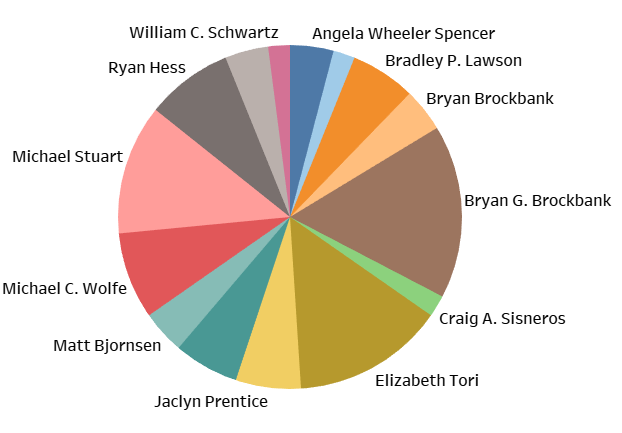 William C. Schwartz
Angela Wheeler Spencer
Bradley P. Lawson
Ryan Hess
Bryan Brockbank
Michael Stuart
Bryan G. Brockbank
Michael C. Wolfe
Craig A. Sisneros
Matt Bjornsen
Elizabeth Tori
Jaclyn Prentice